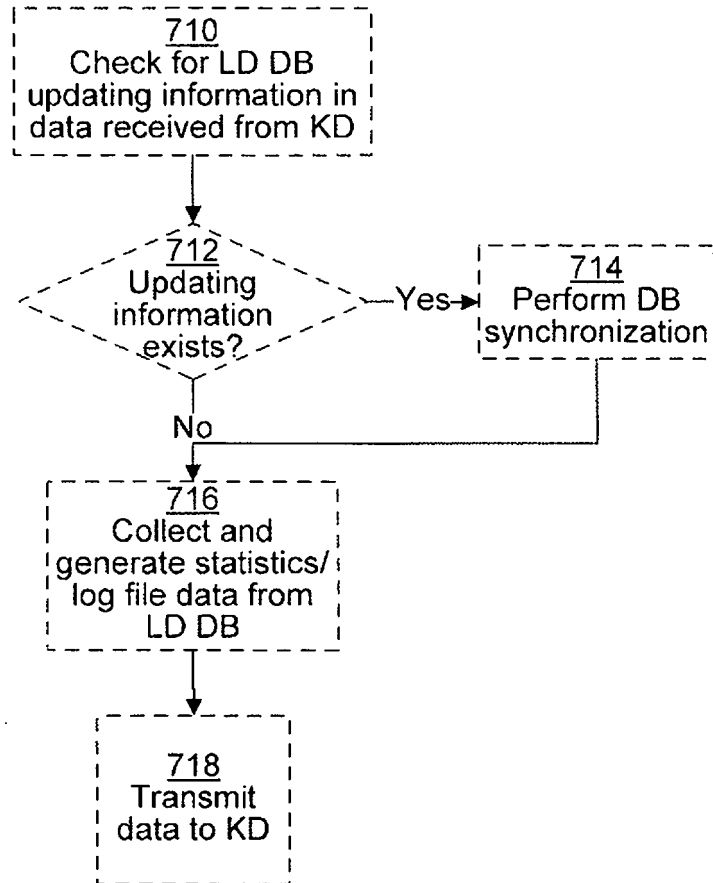 710
Check for LD DB
updating information in
data received from KD
712
Updating
information
exists?
Yes
714
Perform DB
synchronization
No
716
Collect and
generate statistics/
log file data from
LD DB
718
Transmit
data to KD